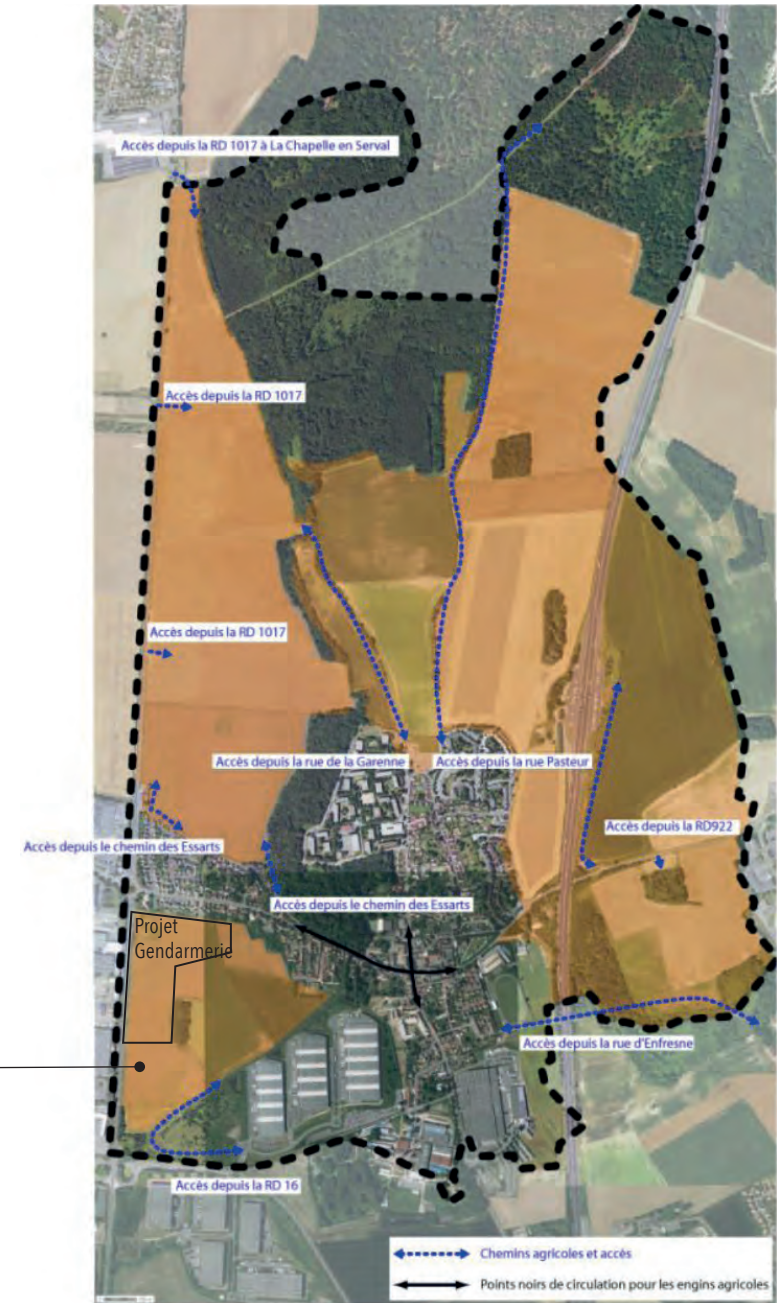 Accès depuis la RD 1017 à La Chapelle en Serval
Accès depuis la RD 1017
Accès depuis la RD 1017
Accès depuis la rue de la Garenne
Accès depuis la rue Pasteur
Accès depuis la RD922
Accès depuis le chemin des Essarts
Accès depuis le chemin des Essarts
Projet
Gendarmerie
Accès depuis la rue d'Enfresne
Accès depuis la RD 16
Chemins agricoles et accès
Points noirs de circulation pour les engins agricoles